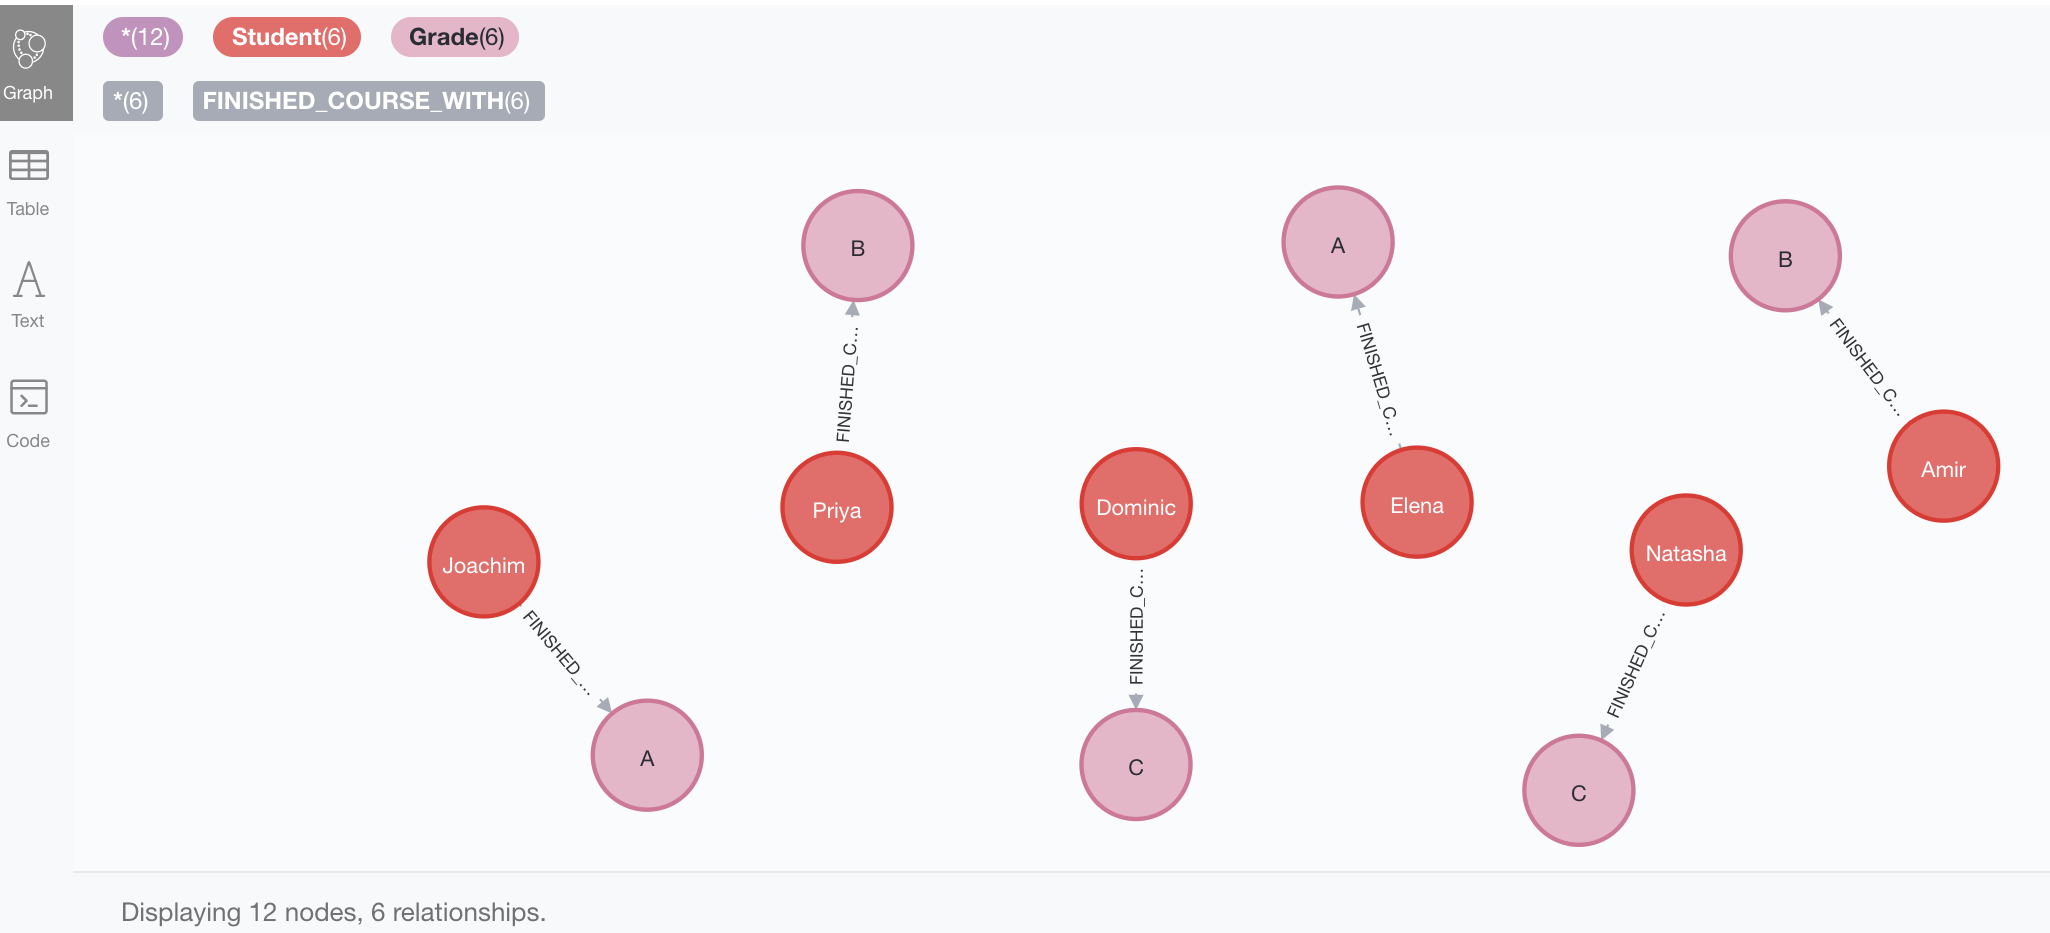 *(12) Student(6) Grade(6)
*(6) FINISHED_COURSE_WITH(6)
Graph
Table
Text
Code
B
A
B
FINISHED_C…
FINISHED_C…
FINISHED_C…
Priya
Dominic
Elena
Amir
Joachim
Natasha
FINISHED_…
FINISHED_C…
FINISHED_C…
A
C
C
Displaying 12 nodes, 6 relationships.